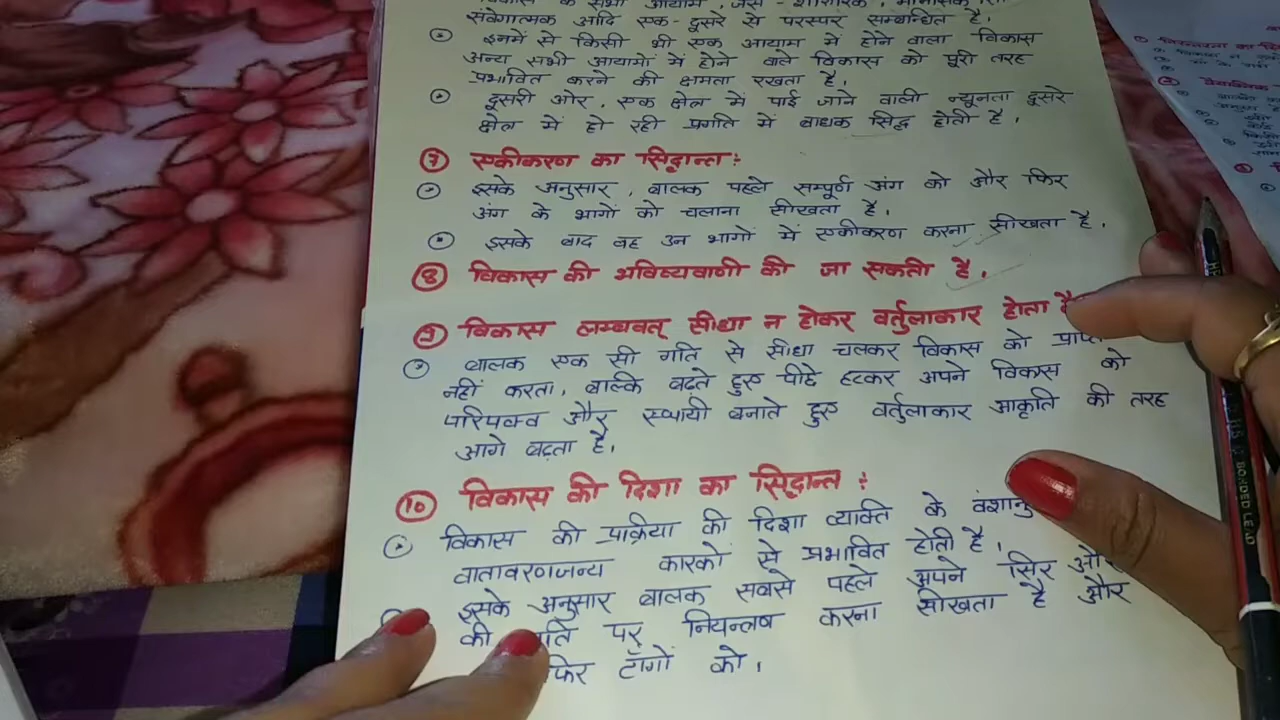 विकास के सभी आयाम, जैसे - शारीरिक, मानसिक,
संवेगात्मक आदि एक-दूसरे से परस्पर सम्बन्धित है.
इनमें से किसी भी एक आयाम में होने वाला विकास
अन्य सभी आयामों में होने वाले विकास को पूरी तरह
प्रभावित करने की क्षमता रखता है.
दूसरी ओर, एक क्षेत्र में पाई जाने वाली न्यूनता दूसरे
क्षेत्र में हो रही प्रगति में बाधक सिद्ध होती है.
⑦ एकीकरण का सिद्धान्त :
इसके अनुसार, बालक पहले सम्पूर्ण अंग को और फिर
अंग के भागों को चलाना सीखता है.
इसके बाद वह उन भागों में एकीकरण करना सीखता है.
⑧ विकास की भविष्यवाणी की जा सकती है.
⑨ विकास लम्बवत् सीधा न होकर वर्तुलाकार होता है
बालक एक सी गति से सीधा चलकर विकास को प्राप्त
नहीं करता, बल्कि बढ़ते हुए पीछे हटकर अपने विकास को
परिपक्व और स्थायी बनाते हुए वर्तुलाकार आकृति की तरह
आगे बढ़ता है.
⑩ विकास की दिशा का सिद्धान्त :
विकास की प्रक्रिया की दिशा व्यक्ति के
वातावरणजन्य कारकों से प्रभावित होती है.
इसके अनुसार बालक सबसे पहले अपने सिर और
की पर नियन्त्रण करना सीखता है और
फिर टाँगों को.